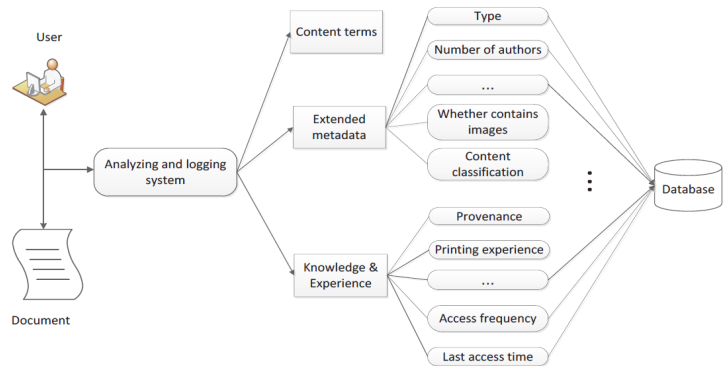 User
Document
Analyzing and logging
system
Content terms
Extended
metadata
Knowledge &
Experience
Type
Number of authors
...
Whether contains
images
Content
classification
Provenance
Printing experience
...
Access frequency
Last access time
Database